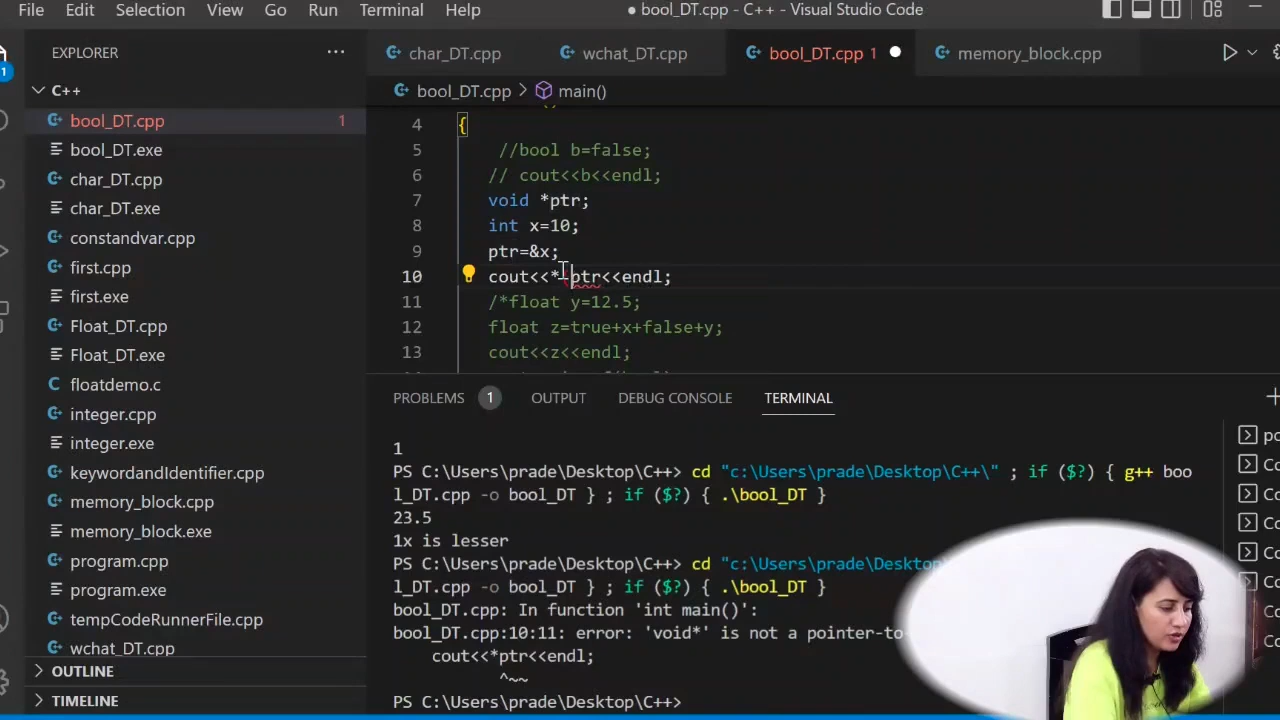 File Edit Selection View Go Run Terminal Help
● bool_DT.cpp - C++ - Visual Studio Code
EXPLORER ...
char_DT.cpp wchat_DT.cpp bool_DT.cpp 1 ● memory_block.cpp
C++
bool_DT.cpp > main()
bool_DT.cpp 1
bool_DT.exe
char_DT.cpp
char_DT.exe
constandvar.cpp
first.cpp
first.exe
Float_DT.cpp
Float_DT.exe
floatdemo.c
integer.cpp
integer.exe
keywordandIdentifier.cpp
memory_block.cpp
memory_block.exe
program.cpp
program.exe
tempCodeRunnerFile.cpp
wchat_DT.cpp
OUTLINE
TIMELINE
4 {
5 //bool b=false;
6 // cout<<b<<endl;
7 void *ptr;
8 int x=10;
9 ptr=&x;
10 cout<<*(ptr<<endl;
11 /*float y=12.5;
12 float z=true+x+false+y;
13 cout<<z<<endl;
PROBLEMS 1 OUTPUT DEBUG CONSOLE TERMINAL
1
PS C:\Users\prade\Desktop\C++> cd "c:\Users\prade\Desktop\C++\" ; if ($?) { g++ boo
l_DT.cpp -o bool_DT } ; if ($?) { .\bool_DT }
23.5
1x is lesser
PS C:\Users\prade\Desktop\C++> cd "c:\Users\prade\Desktop\
l_DT.cpp -o bool_DT } ; if ($?) { .\bool_DT }
bool_DT.cpp: In function 'int main()':
bool_DT.cpp:10:11: error: 'void*' is not a pointer-to-
cout<<*ptr<<endl;
^~~
PS C:\Users\prade\Desktop\C++>